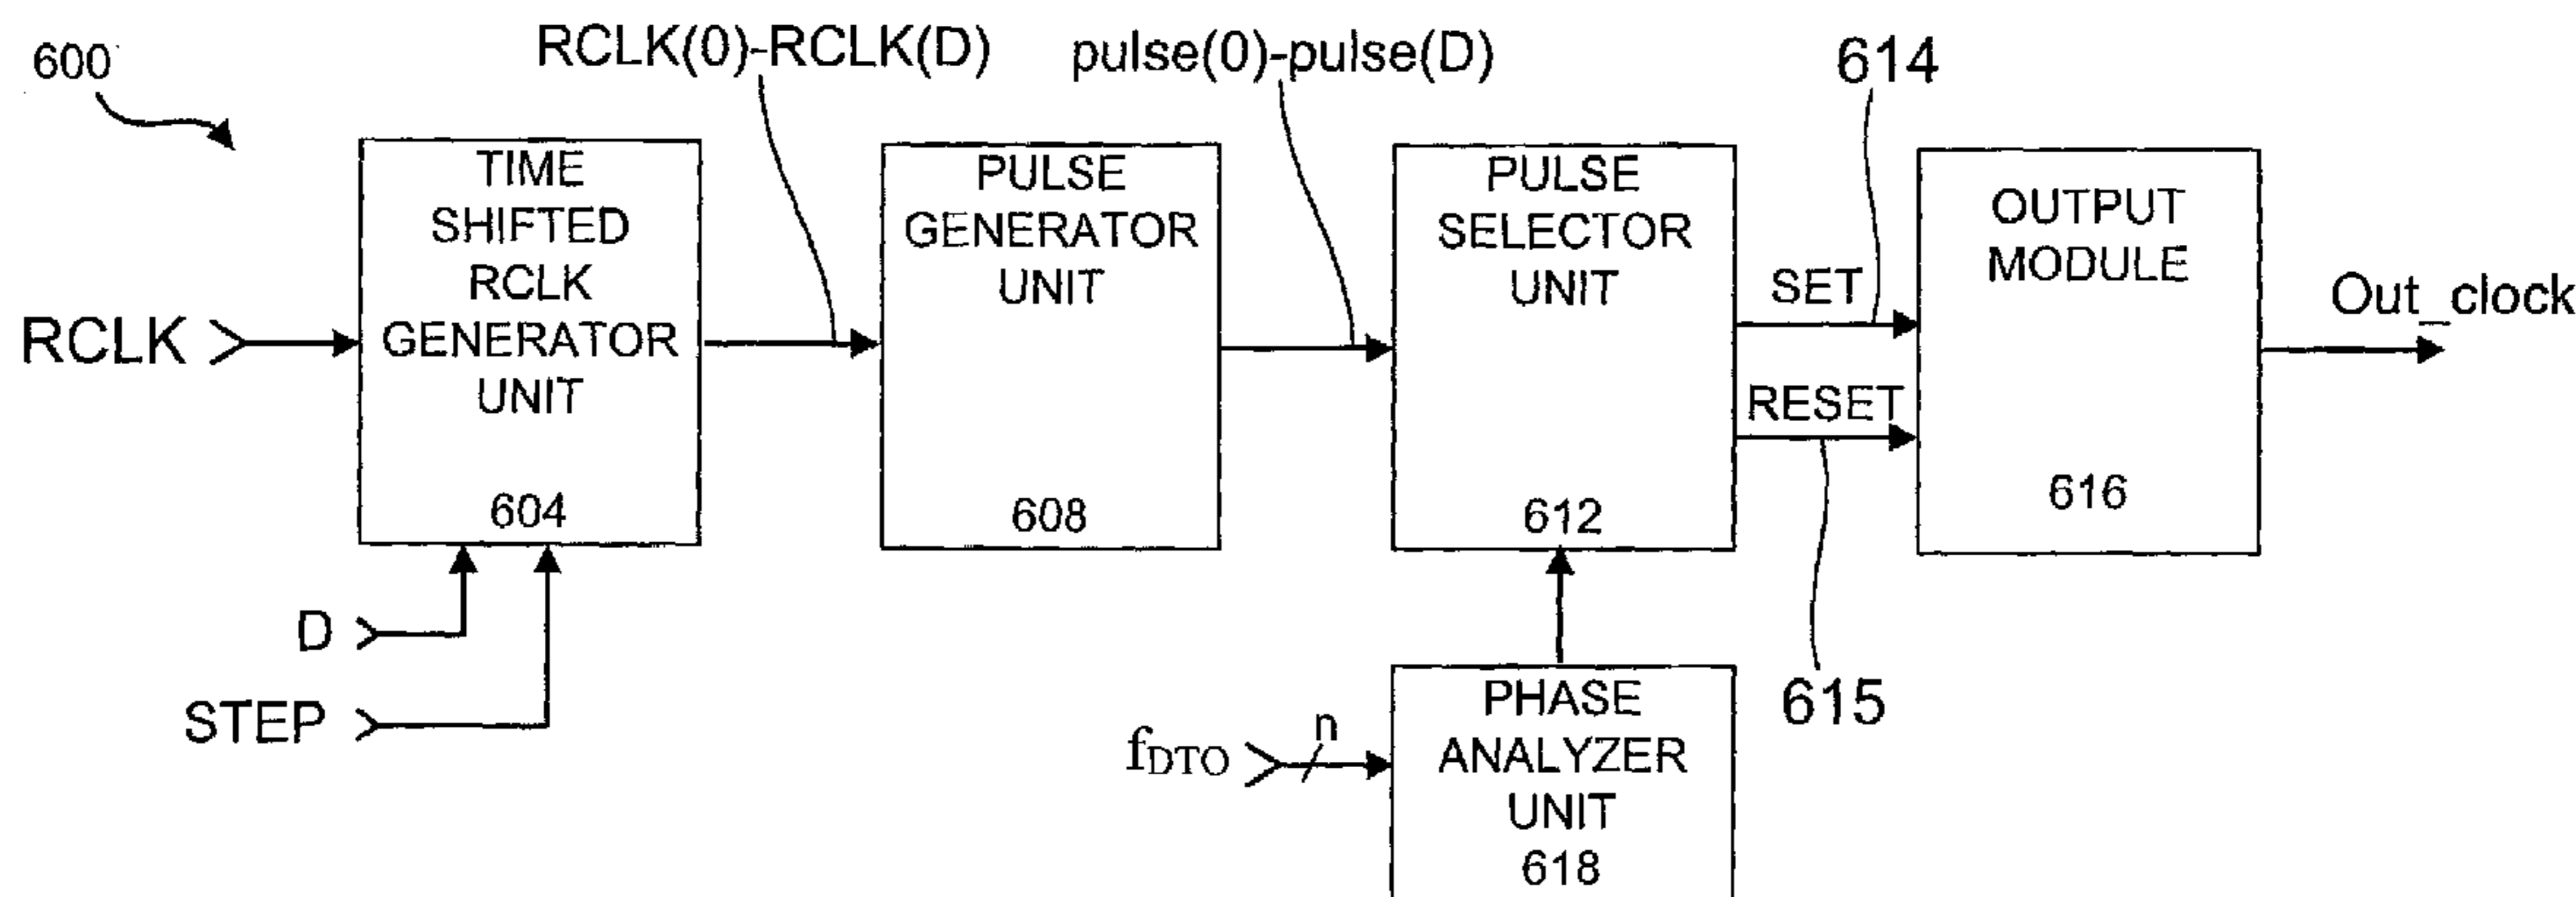 600
RCLK(0)-RCLK(D)
pulse(0)-pulse(D)
614
TIME
SHIFTED
RCLK
GENERATOR
UNIT
604
PULSE
GENERATOR
UNIT
608
PULSE
SELECTOR
UNIT
612
OUTPUT
MODULE
616
SET
RESET
Out_clock
RCLK
D
STEP
615
fDTO
n
PHASE
ANALYZER
UNIT
618